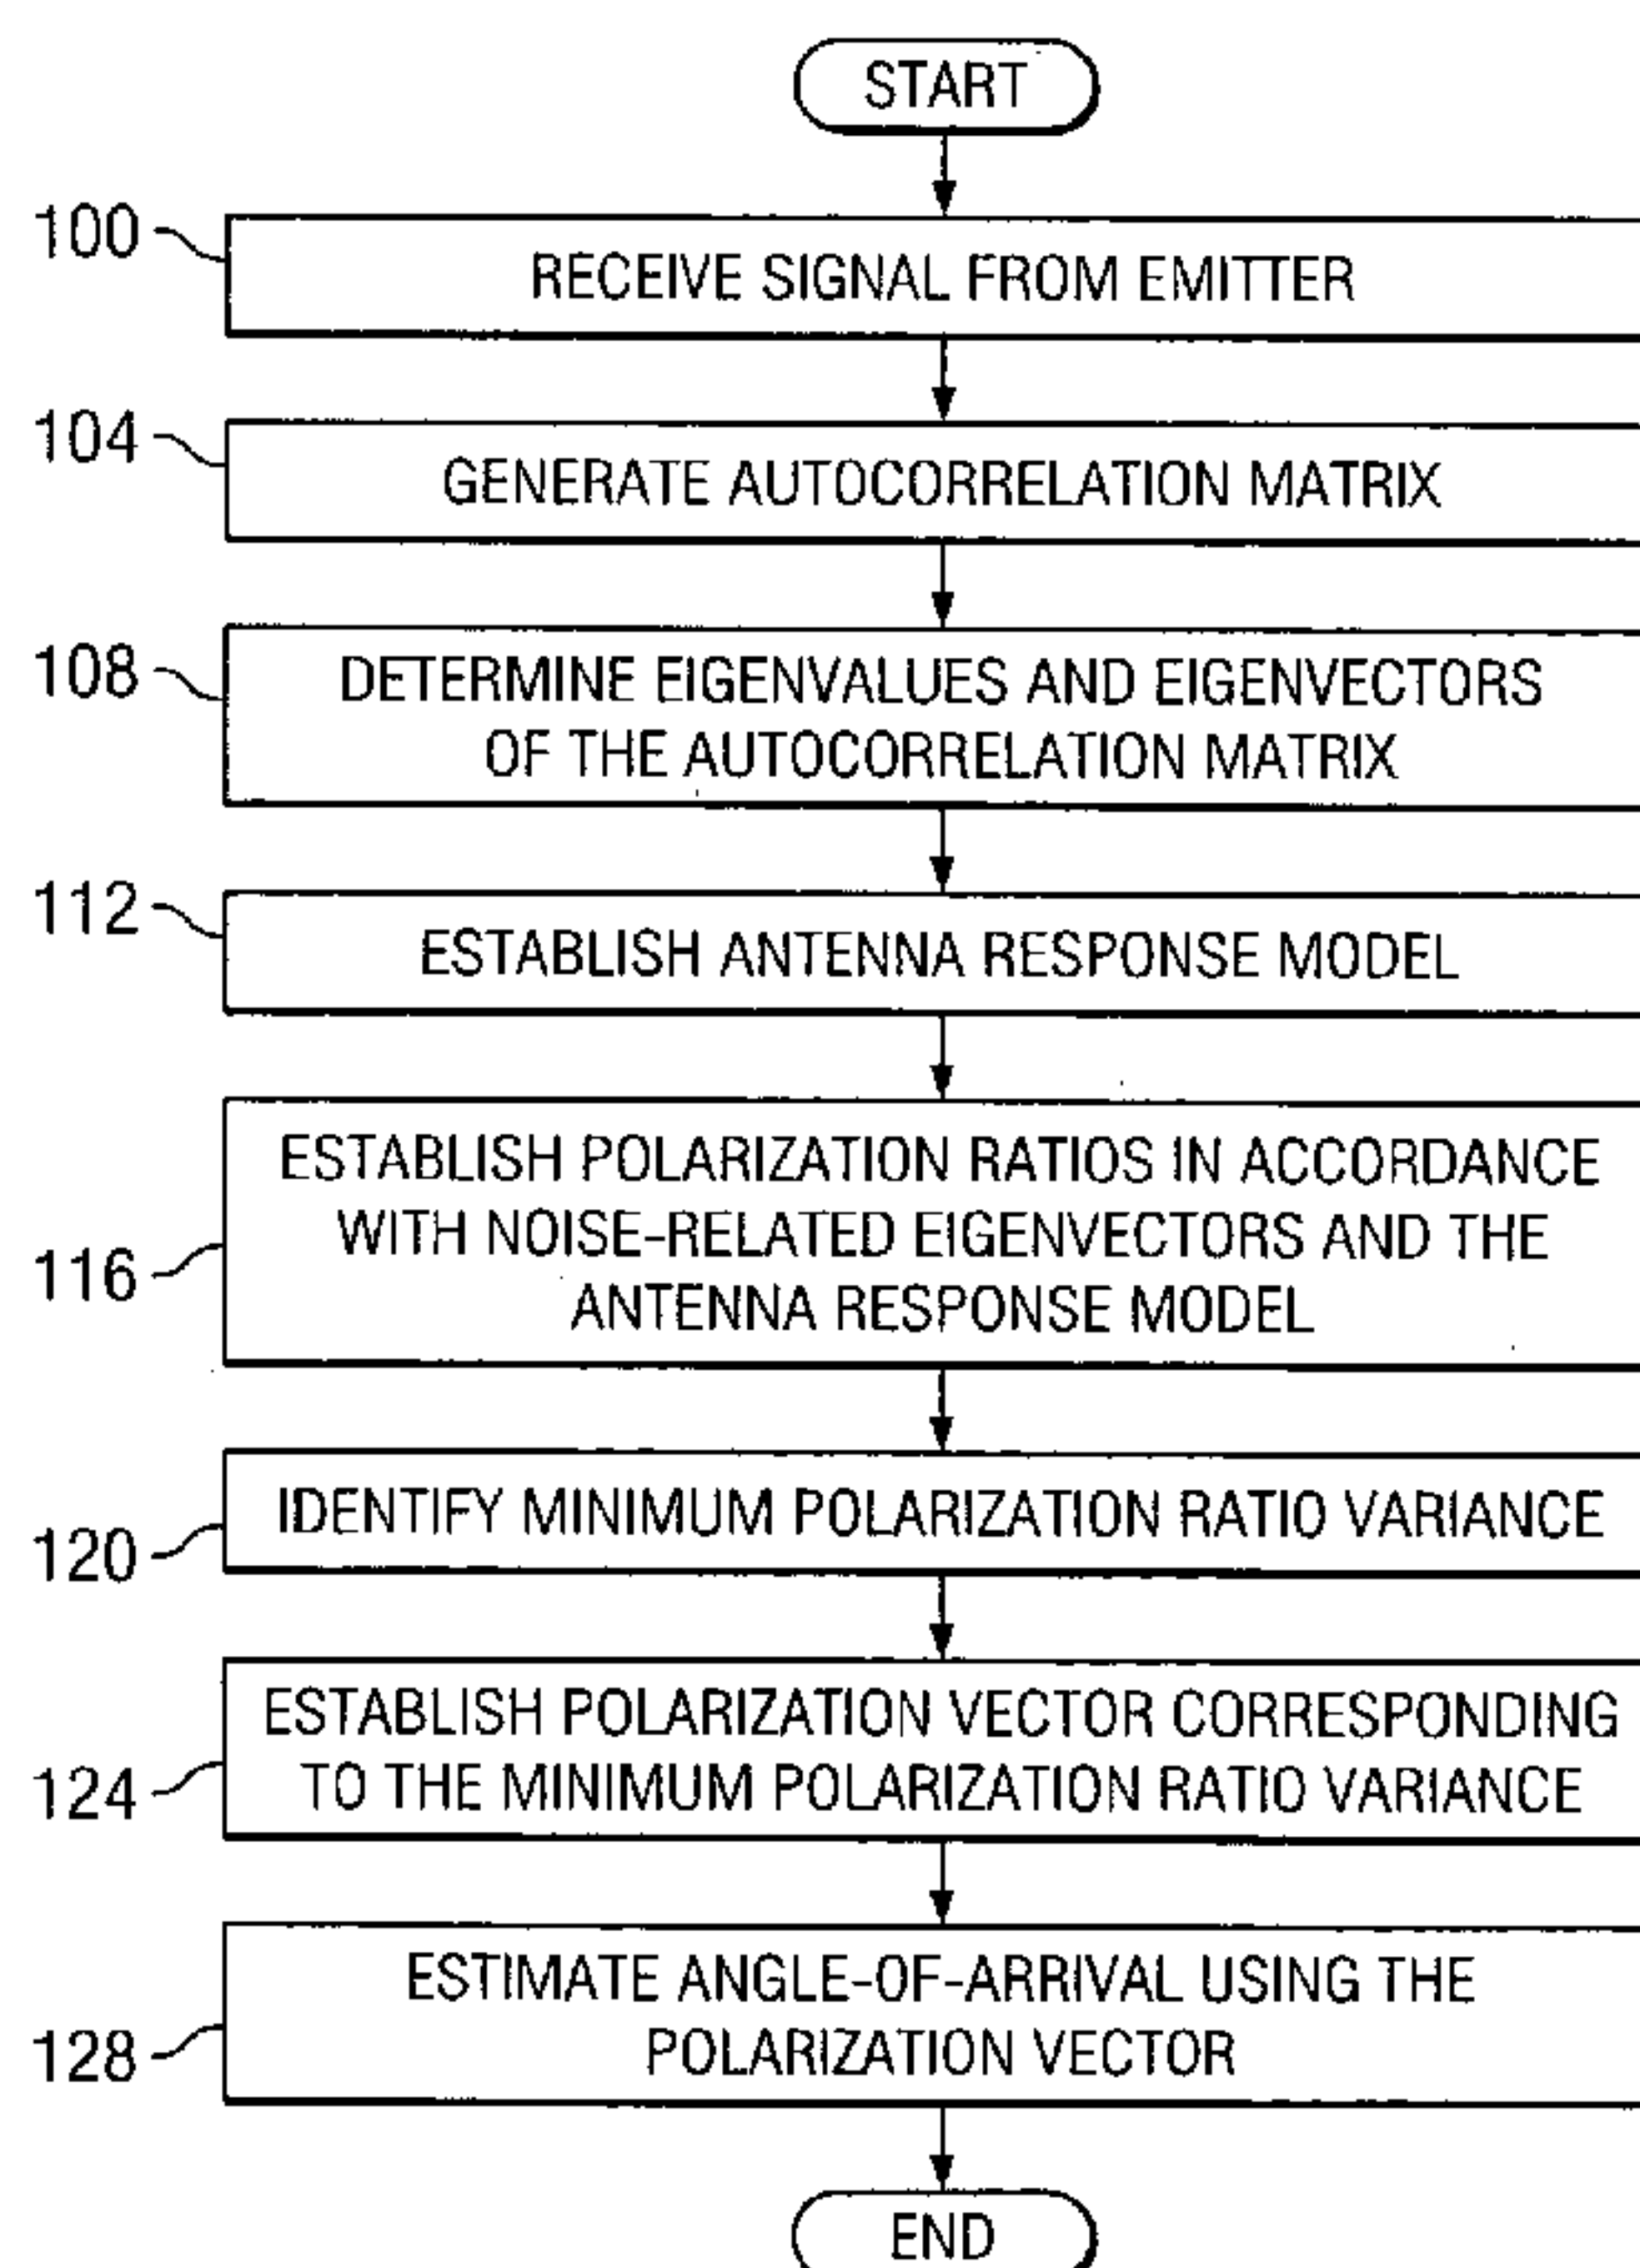 START
100
RECEIVE SIGNAL FROM EMITTER
104
GENERATE AUTOCORRELATION MATRIX
108
DETERMINE EIGENVALUES AND EIGENVECTORS
OF THE AUTOCORRELATION MATRIX
112
ESTABLISH ANTENNA RESPONSE MODEL
116
ESTABLISH POLARIZATION RATIOS IN ACCORDANCE
WITH NOISE-RELATED EIGENVECTORS AND THE
ANTENNA RESPONSE MODEL
120
IDENTIFY MINIMUM POLARIZATION RATIO VARIANCE
124
ESTABLISH POLARIZATION VECTOR CORRESPONDING
TO THE MINIMUM POLARIZATION RATIO VARIANCE
128
ESTIMATE ANGLE-OF-ARRIVAL USING THE
POLARIZATION VECTOR
END